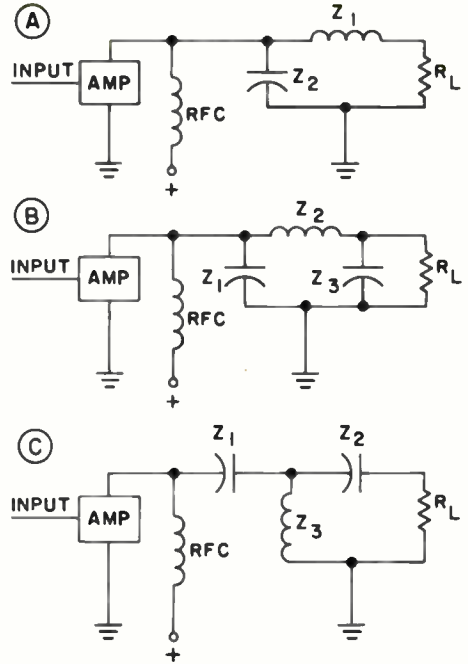 A
Z1
INPUT
AMP
Z2
RL
RFC
+
B
Z2
INPUT
AMP
Z1
Z3
RL
RFC
+
C
Z1
Z2
INPUT
AMP
Z3
RL
RFC
+